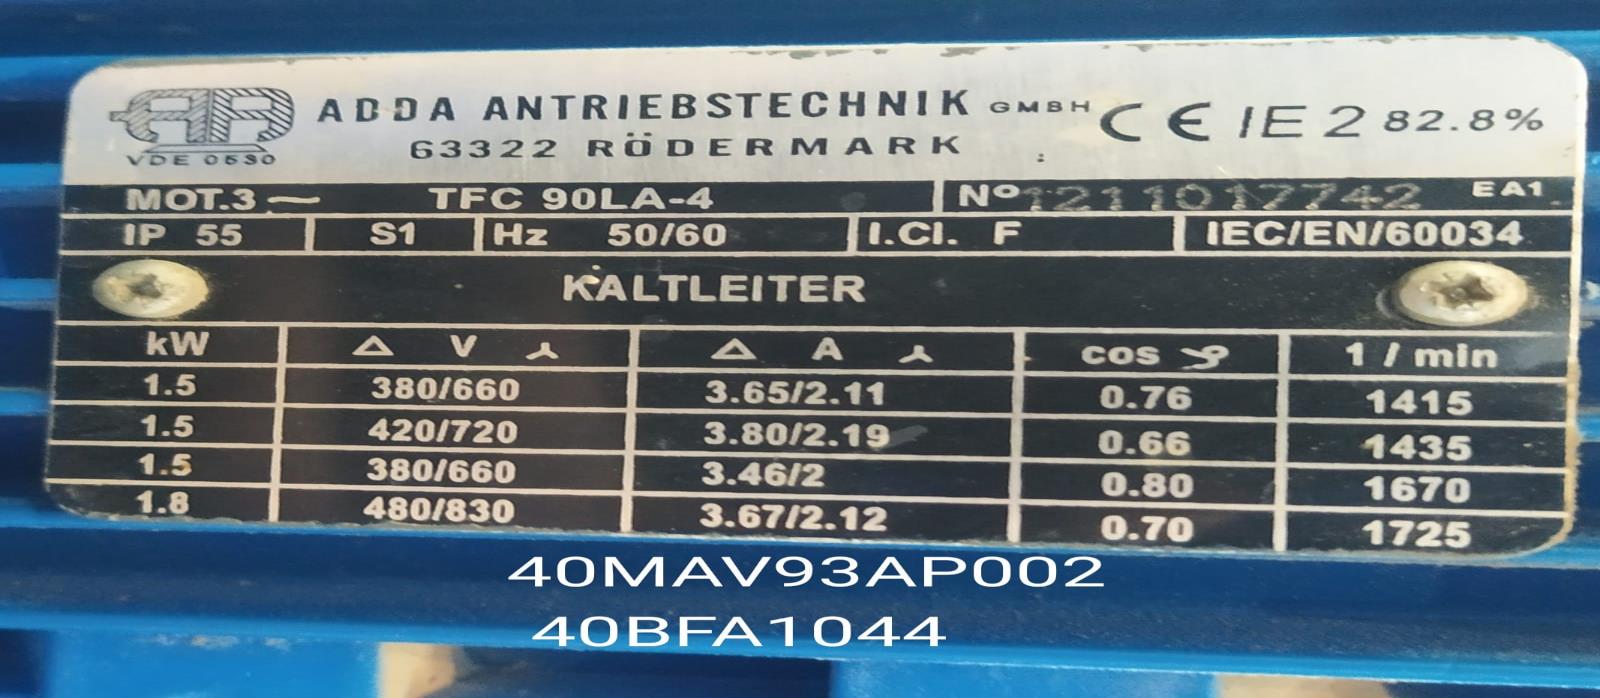 ADDA ANTRIEBSTECHNIK GMBH CE IE2 82.8%
63322 RÖDERMARK
VDE 0530
MOT.3~ TFC 90LA-4 Nº 1211017742 EA1
IP 55 S1 Hz 50/60 I.Cl. F IEC/EN/60034
KALTLEITER
kW Δ V Y Δ A Y cos φ 1 / min
1.5 380/660 3.65/2.11 0.76 1415
1.5 420/720 3.80/2.19 0.66 1435
1.5 380/660 3.46/2 0.80 1670
1.8 480/830 3.67/2.12 0.70 1725
40MAV93AP002
40BFA1044